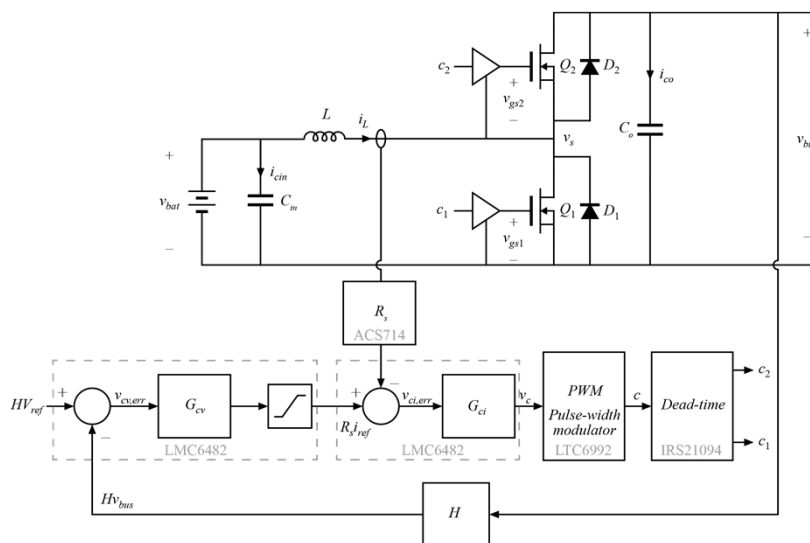 c2
+
vgs2
−
Q2
D2
ico
Co
+
vbu
−
L
iL
vs
+
vbat
−
icin
Cin
c1
+
vgs1
−
Q1
D1
Rs
ACS714
HVref
+
−
vcv,err
Gcv
LMC6482
Rsiref
+
−
vci,err
Gci
LMC6482
vc
PWM
Pulse-width
modulator
LTC6992
c
Dead-time
IRS21094
c2
c1
Hvbus
H